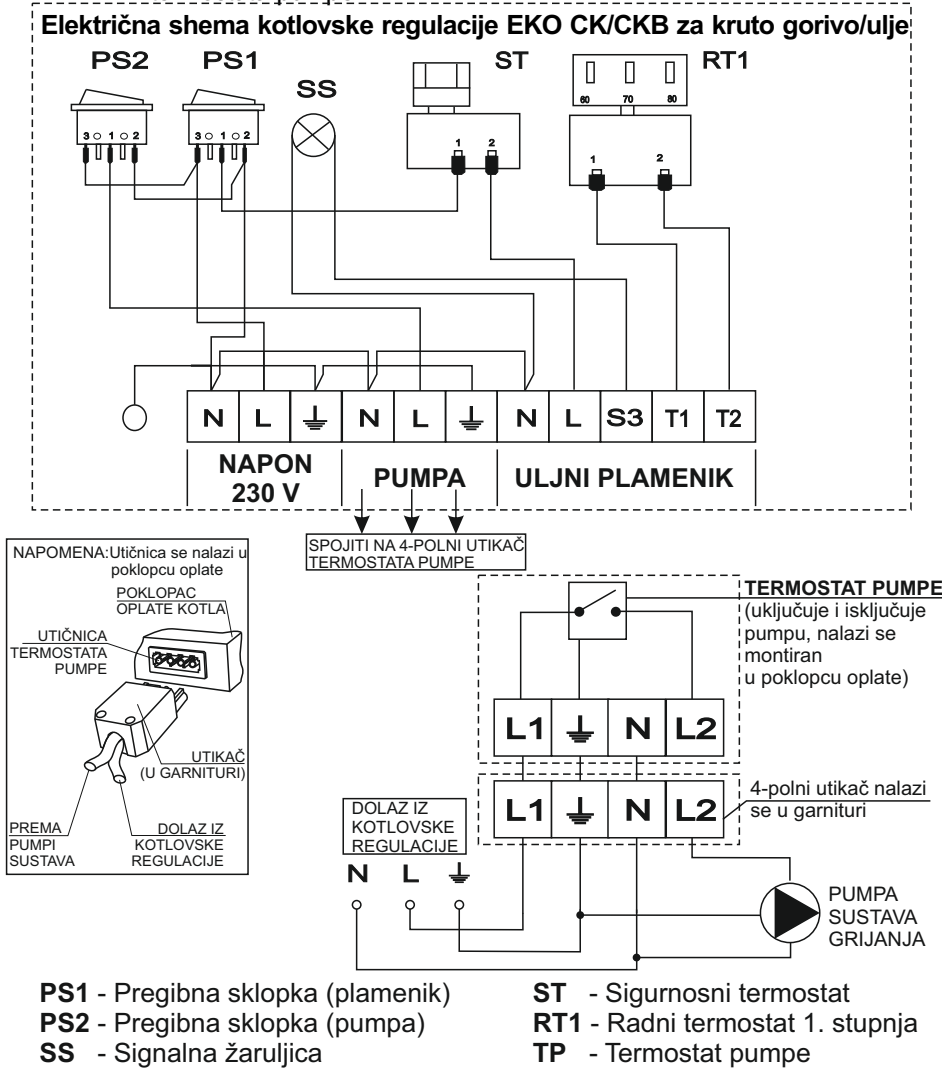 Električna shema kotlovske regulacije EKO CK/CKB za kruto gorivo/ulje
PS2 PS1 SS ST RT1
60 70 80
3 1 2 3 1 2 1 2 1 2
N L N L N L S3 T1 T2
NAPON
230 V
PUMPA
ULJNI PLAMENIK
SPOJITI NA 4-POLNI UTIKAČ
TERMOSTATA PUMPE
NAPOMENA:Utičnica se nalazi u
poklopcu oplate
POKLOPAC
OPLATE KOTLA
UTIČNICA
TERMOSTATA
PUMPE
UTIKAČ
(U GARNITURI)
PREMA
PUMPI
SUSTAVA
DOLAZ IZ
KOTLOVSKE
REGULACIJE
TERMOSTAT PUMPE
(uključuje i isključuje
pumpu, nalazi se
montiran
u poklopcu oplate)
L1 N L2
L1 N L2
4-polni utikač nalazi
se u garnituri
DOLAZ IZ
KOTLOVSKE
REGULACIJE
N L
PUMPA
SUSTAVA
GRIJANJA
PS1 - Pregibna sklopka (plamenik)
PS2 - Pregibna sklopka (pumpa)
SS - Signalna žaruljica
ST - Sigurnosni termostat
RT1 - Radni termostat 1. stupnja
TP - Termostat pumpe